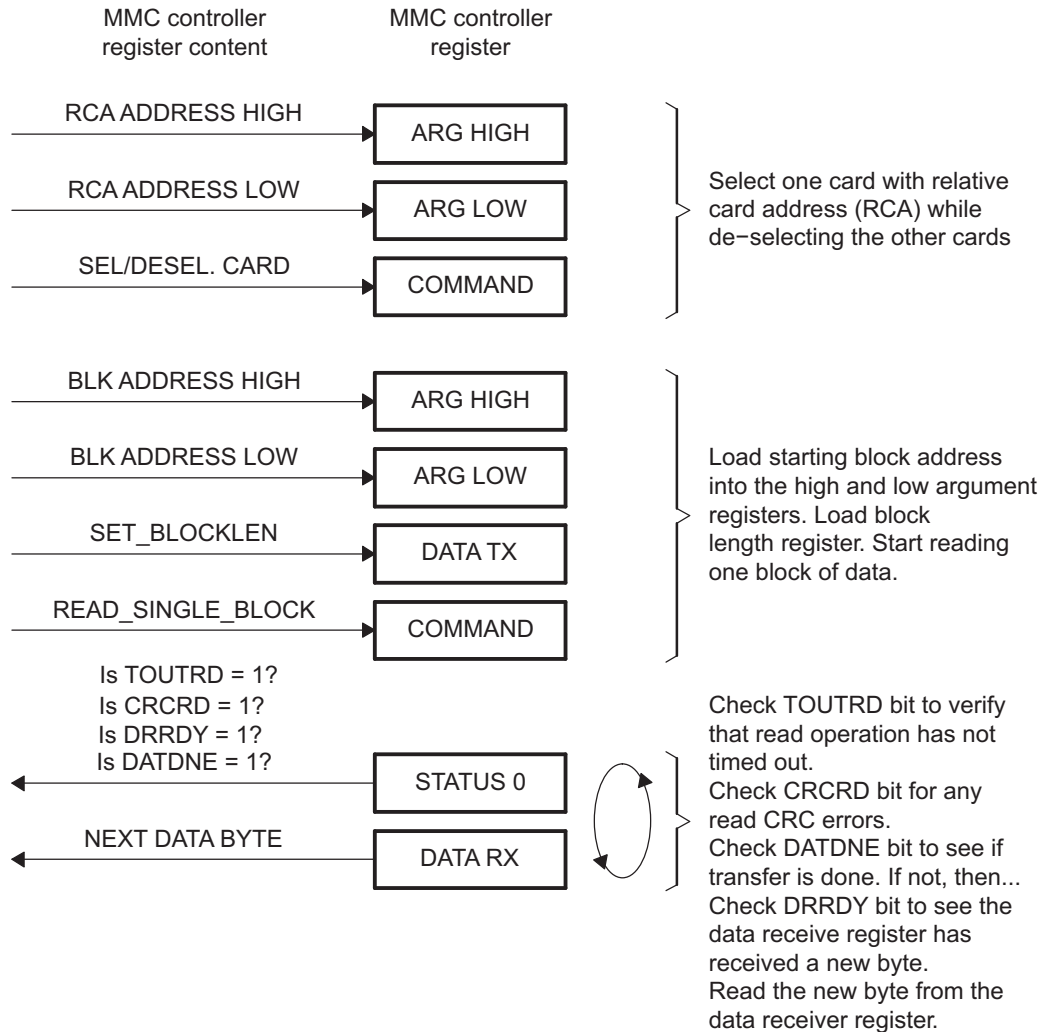 MMC controller
register content
MMC controller
register
RCA ADDRESS HIGH
ARG HIGH
RCA ADDRESS LOW
ARG LOW
SEL/DESEL. CARD
COMMAND
Select one card with relative
card address (RCA) while
de−selecting the other cards
BLK ADDRESS HIGH
ARG HIGH
BLK ADDRESS LOW
ARG LOW
SET_BLOCKLEN
DATA TX
READ_SINGLE_BLOCK
COMMAND
Load starting block address
into the high and low argument
registers. Load block
length register. Start reading
one block of data.
Is TOUTRD = 1?
Is CRCRD = 1?
Is DRRDY = 1?
Is DATDNE = 1?
STATUS 0
NEXT DATA BYTE
DATA RX
Check TOUTRD bit to verify
that read operation has not
timed out.
Check CRCRD bit for any
read CRC errors.
Check DATDNE bit to see if
transfer is done. If not, then...
Check DRRDY bit to see the
data receive register has
received a new byte.
Read the new byte from the
data receiver register.